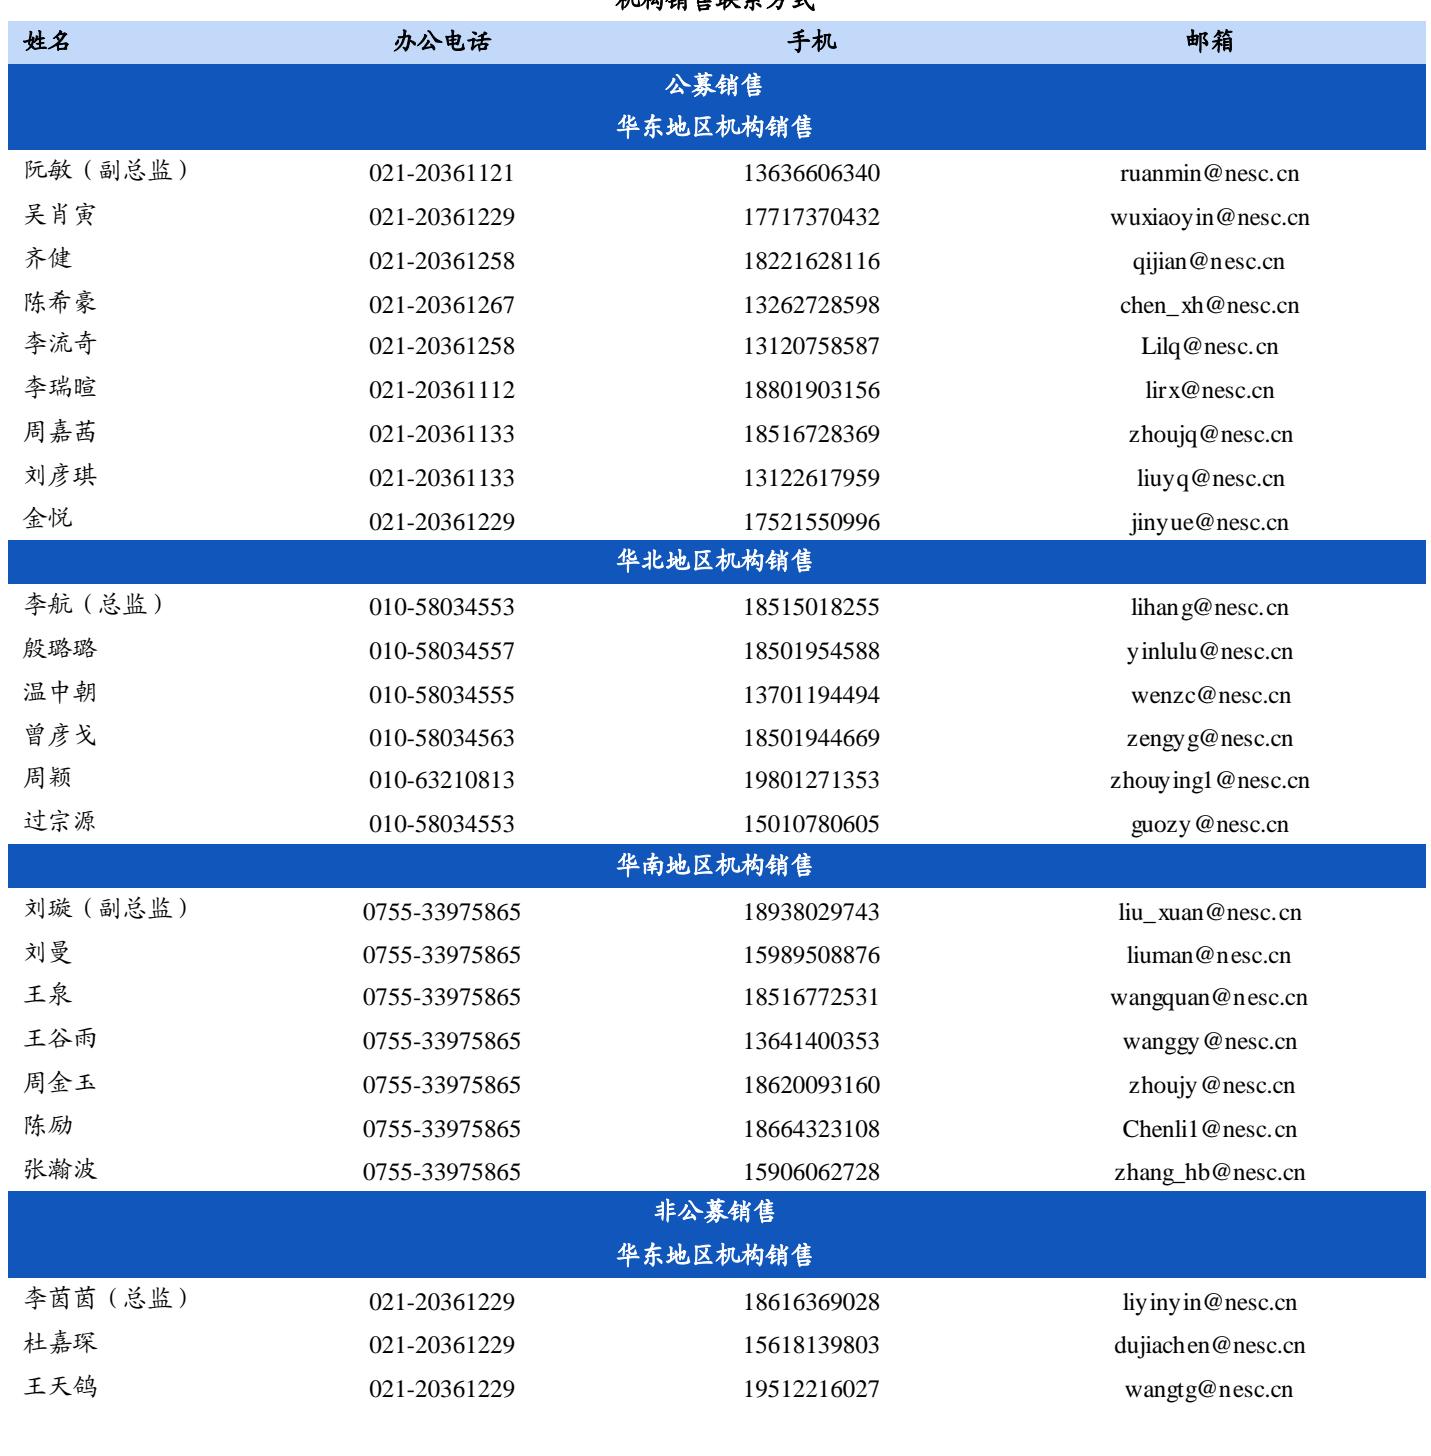 机构销售联系方式
姓名 办公电话 手机 邮箱
公募销售
华东地区机构销售
阮敏（副总监） 021-20361121 13636606340 ruanmin@nesc.cn
吴肖寅 021-20361229 17717370432 wuxiaoyin@nesc.cn
齐健 021-20361258 18221628116 qijian@nesc.cn
陈希豪 021-20361267 13262728598 chen_xh@nesc.cn
李流奇 021-20361258 13120758587 Lilq@nesc.cn
李瑞暄 021-20361112 18801903156 lirx@nesc.cn
周嘉茜 021-20361133 18516728369 zhoujq@nesc.cn
刘彦琪 021-20361133 13122617959 liuyq@nesc.cn
金悦 021-20361229 17521550996 jinyue@nesc.cn
华北地区机构销售
李航（总监） 010-58034553 18515018255 lihang@nesc.cn
殷璐璐 010-58034557 18501954588 yinlulu@nesc.cn
温中朝 010-58034555 13701194494 wenzc@nesc.cn
曾彦戈 010-58034563 18501944669 zengyg@nesc.cn
周颖 010-63210813 19801271353 zhouying1@nesc.cn
过宗源 010-58034553 15010780605 guozy@nesc.cn
华南地区机构销售
刘璇（副总监） 0755-33975865 18938029743 liu_xuan@nesc.cn
刘曼 0755-33975865 15989508876 liuman@nesc.cn
王泉 0755-33975865 18516772531 wangquan@nesc.cn
王谷雨 0755-33975865 13641400353 wanggy@nesc.cn
周金玉 0755-33975865 18620093160 zhoujy@nesc.cn
陈励 0755-33975865 18664323108 Chenli1@nesc.cn
张瀚波 0755-33975865 15906062728 zhang_hb@nesc.cn
非公募销售
华东地区机构销售
李茵茵（总监） 021-20361229 18616369028 liyinyin@nesc.cn
杜嘉琛 021-20361229 15618139803 dujiachen@nesc.cn
王天鸽 021-20361229 19512216027 wangtg@nesc.cn